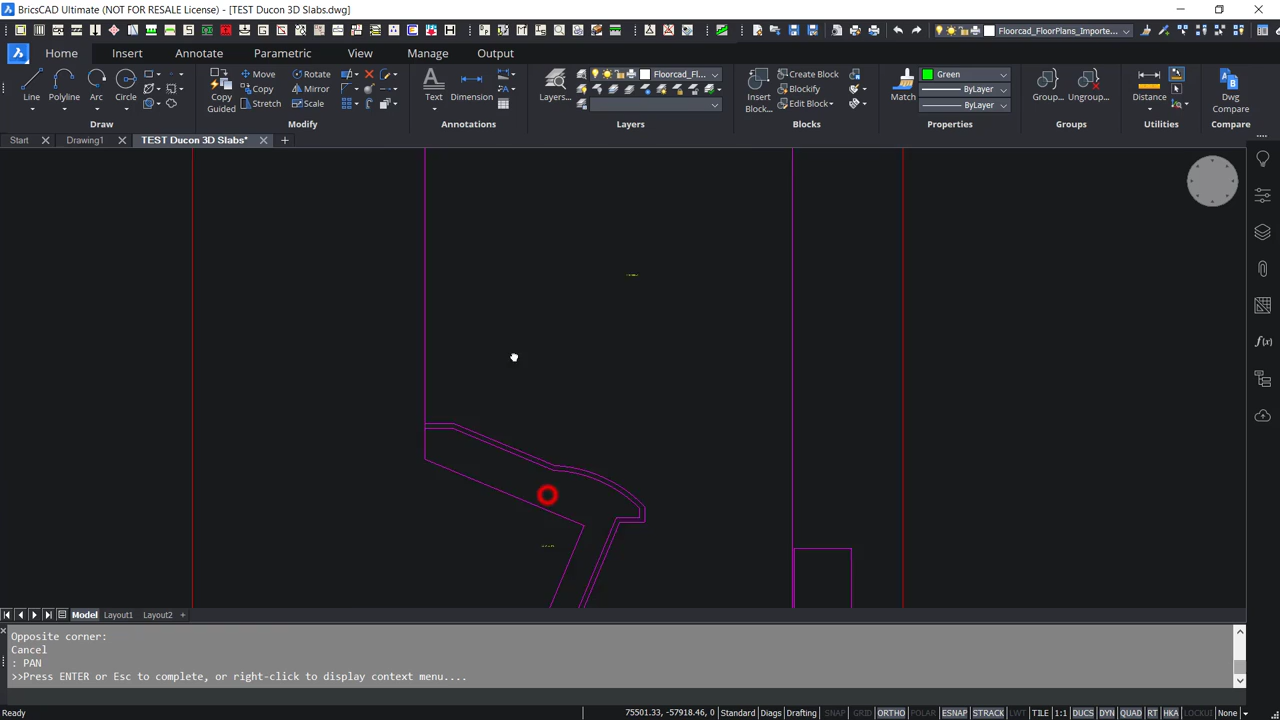 BricsCAD Ultimate (NOT FOR RESALE License) - [TEST Ducon 3D Slabs.dwg]
Floorcad_FloorPlans_Importe...
Home Insert Annotate Parametric View Manage Output
Move Rotate Floorcad_Fl... Create Block Green
Copy Mirror Blockify ByLayer
Line Polyline Arc Circle Copy Guided Stretch Scale Text Dimension Layers... Insert Block Edit Block Match ByLayer Group... Ungroup... Distance Dwg Compare
Draw Modify Annotations Layers Blocks Properties Groups Utilities Compare
Start Drawing1 TEST Ducon 3D Slabs*
f(x)
Model Layout1 Layout2
Opposite corner:
Cancel
: PAN
>>Press ENTER or Esc to complete, or right-click to display context menu....
Ready 75501.33, -57918.46, 0 Standard Diags Drafting SNAP GRID ORTHO POLAR ESNAP STRACK LWT TILE 1:1 DUCS DYN QUAD RT HKA LOCKUI None